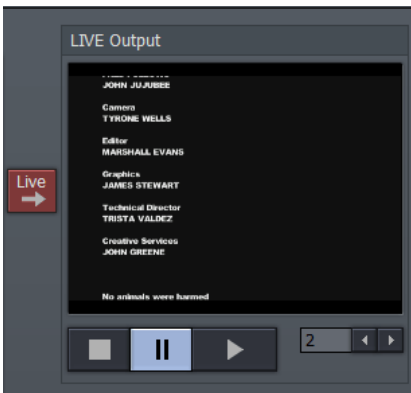 LIVE Output
JOHN JUJUBEE
Camera
TYRONE WELLS
Editor
MARSHALL EVANS
Live
Graphics
JAMES STEWART
Technical Director
TRISTA VALDEZ
Creative Services
JOHN GREENE
No animals were harmed
2